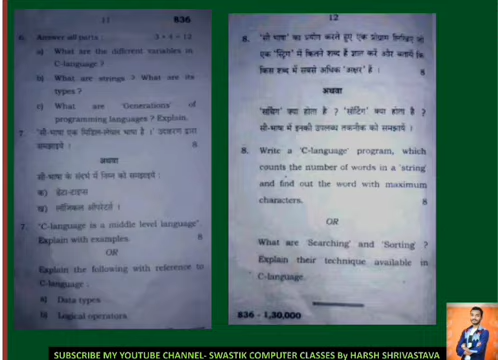 11 836
6. Answer all parts : 3 × 4 = 12
a) What are the different variables in
C-language ?
b) What are strings ? What are its
types ?
c) What are 'Generations' of
programming languages ? Explain.
7. 'सी-भाषा एक मिडिल-लेवल भाषा है ।' उदाहरण द्वारा
समझाइये । 8
अथवा
सी-भाषा के संदर्भ में निम्न को समझाइये :
क) डेटा-टाइप्स
ख) लॉजिकल ऑपरेटर्स ।
7. 'C-language is a middle level language'.
Explain with examples. 8
OR
Explain the following with reference to
C-language :
a) Data types
b) Logical operators.
12
8. 'सी भाषा' का प्रयोग करते हुए एक प्रोग्राम लिखिए जो
एक 'स्ट्रिंग' में कितने शब्द हैं ज्ञात करें और बतायें कि
किस शब्द में सबसे अधिक 'अक्षर' है । 8
अथवा
'सर्चिंग' क्या होता है ? 'सॉर्टिंग' क्या होता है ?
सी-भाषा में इनकी उपलब्ध तकनीक को समझाइये ।
8. Write a 'C-language' program, which
counts the number of words in a 'string'
and find out the word with maximum
characters. 8
OR
What are 'Searching' and 'Sorting' ?
Explain their technique available in
C-language.
836 - 1,30,000
SUBSCRIBE MY YOUTUBE CHANNEL- SWASTIK COMPUTER CLASSES By HARSH SHRIVASTAVA